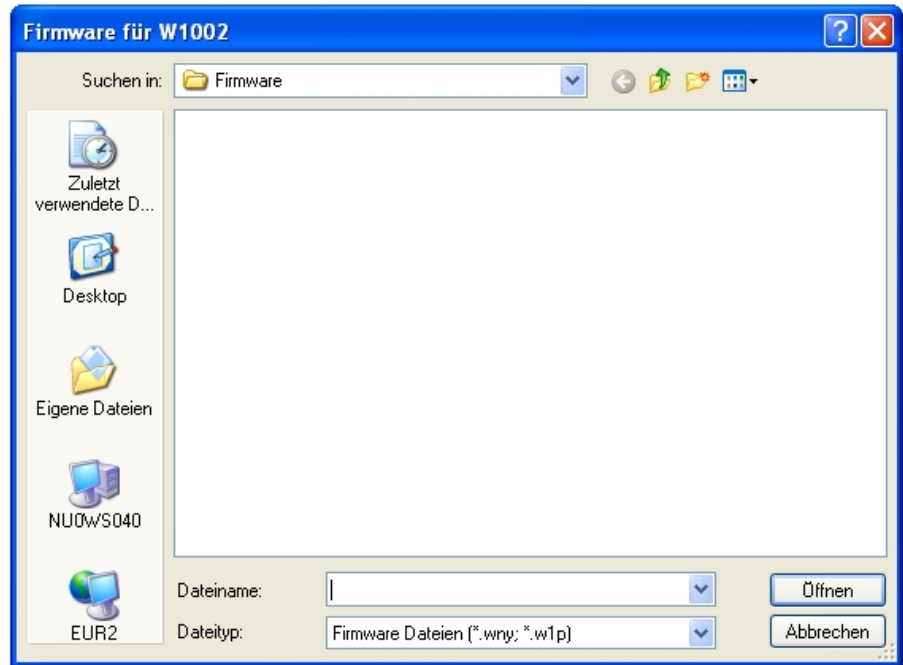 Firmware für W1002
Suchen in:
Firmware
Zuletzt
verwendete D...
Desktop
Eigene Dateien
NU0WS040
EUR2
Dateiname:
Öffnen
Dateityp:
Firmware Dateien (*.wny; *.w1p)
Abbrechen